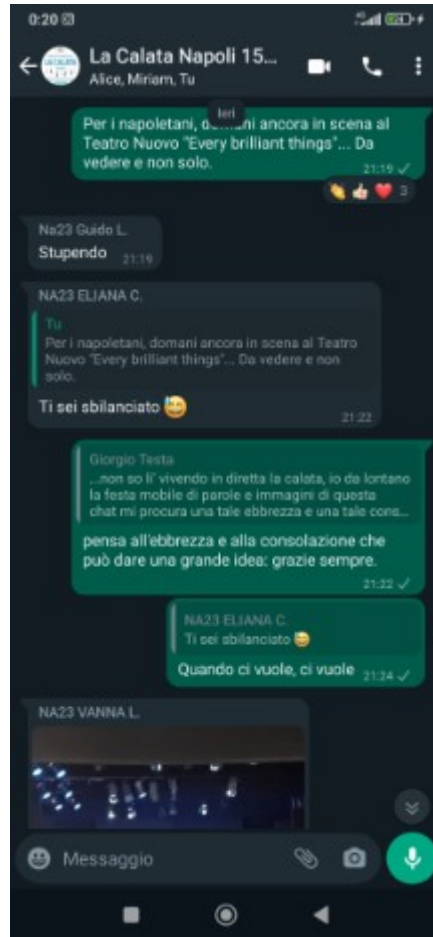 0:20
La Calata Napoli 15...
Alice, Miriam, Tu
Ieri
Per i napoletani, domani ancora in scena al
Teatro Nuovo "Every brilliant things"... Da
vedere e non solo.
21:19
3
Na23 Guido L.
Stupendo 21:19
NA23 ELIANA C.
Tu
Per i napoletani, domani ancora in scena al Teatro
Nuovo "Every brilliant things"... Da vedere e non
solo.
Ti sei sbilanciato 😅
21:22
Giorgio Testa
...non so li' vivendo in diretta la calata, io da lontano
la festa mobile di parole e immagini di questa
chat mi procura una tale ebbrezza e una tale cons...
pensa all'ebbrezza e alla consolazione che
può dare una grande idea: grazie sempre.
21:22
NA23 ELIANA C.
Ti sei sbilanciato 😅
Quando ci vuole, ci vuole 21:24
NA23 VANNA L.
Messaggio